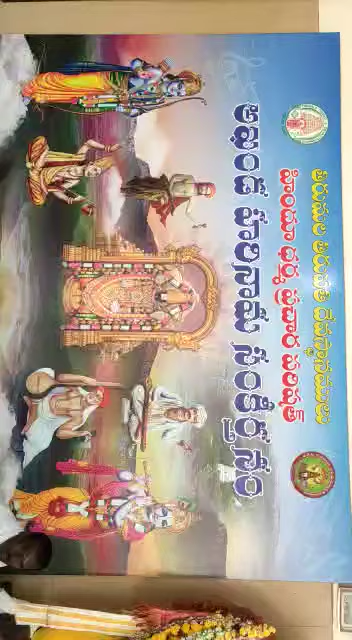 తిరుమల తిరుపతి దేవస్థానములు
హిందూ ధర్మ ప్రచార పరిషత్
అఖండ హరినామ సంకీర్తనం